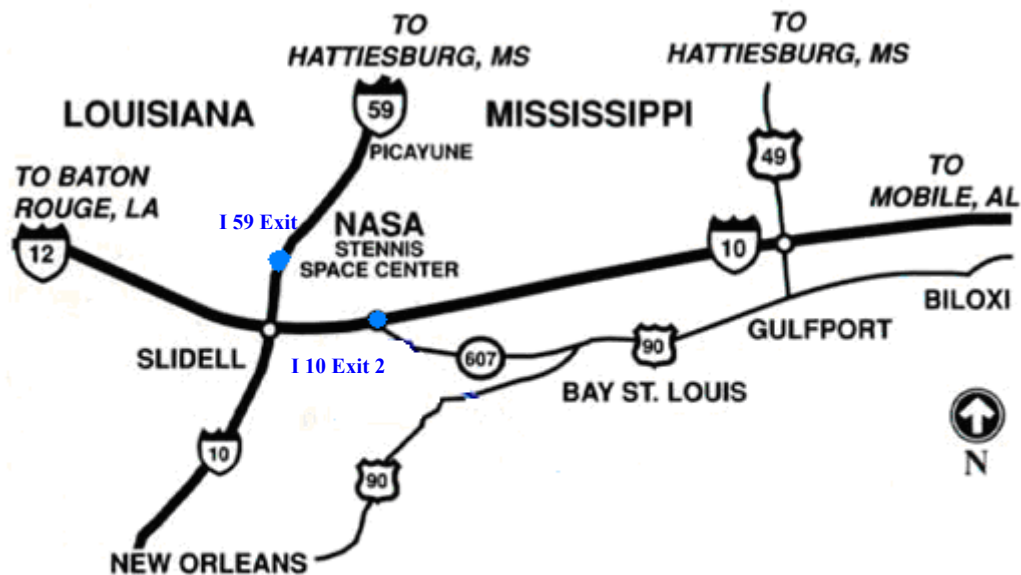 TO
HATTIESBURG, MS
TO
HATTIESBURG, MS
LOUISIANA
59
MISSISSIPPI
PICAYUNE
49
TO BATON
ROUGE, LA
TO
MOBILE, AL
I 59 Exit
NASA
STENNIS
SPACE CENTER
12
10
BILOXI
GULFPORT
SLIDELL
I 10 Exit 2
607
90
BAY ST. LOUIS
10
90
N
NEW ORLEANS